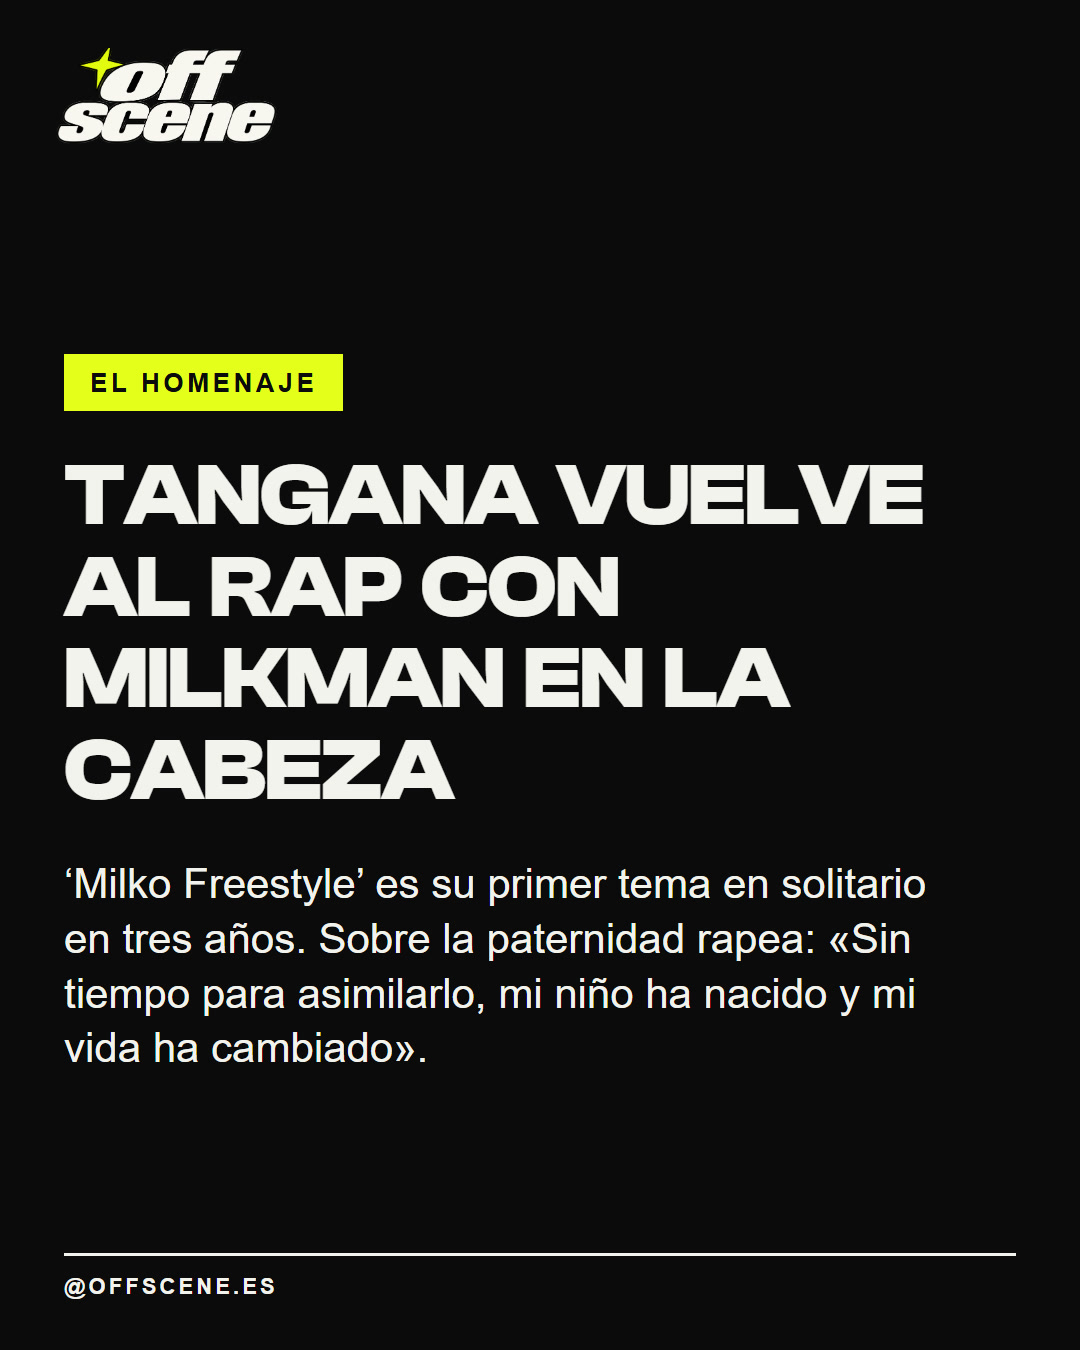 off
scene
EL HOMENAJE
TANGANA VUELVE
AL RAP CON
MILKMAN EN LA
CABEZA
‘Milko Freestyle’ es su primer tema en solitario
en tres años. Sobre la paternidad rapea: «Sin
tiempo para asimilarlo, mi niño ha nacido y mi
vida ha cambiado».
@OFFSCENE.ES